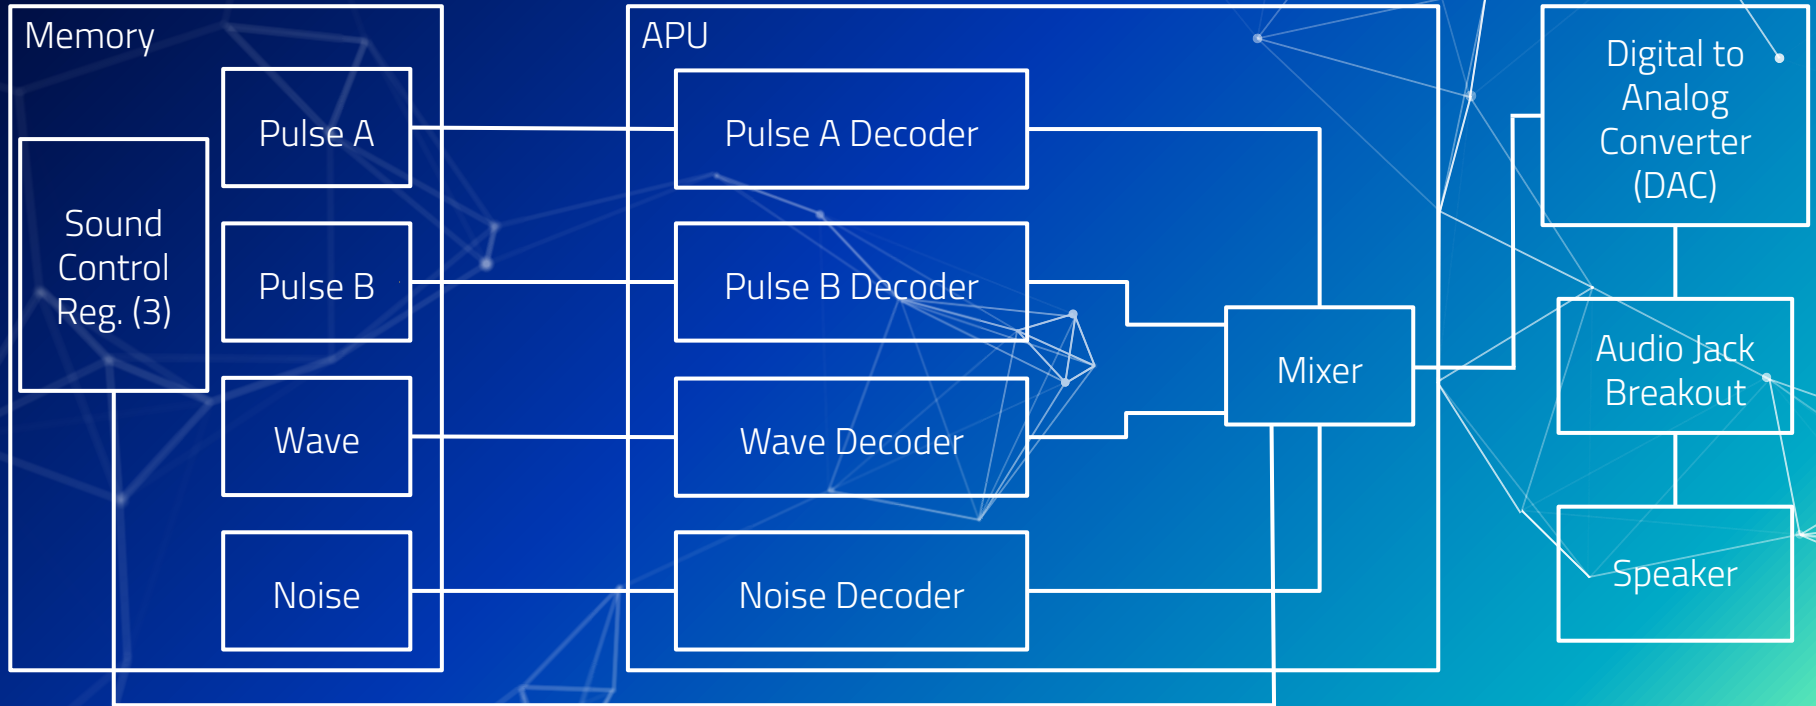 Memory
Sound
Control
Reg. (3)
Pulse A
Pulse B
Wave
Noise
APU
Pulse A Decoder
Pulse B Decoder
Wave Decoder
Noise Decoder
Mixer
Digital to
Analog
Converter
(DAC)
Audio Jack
Breakout
Speaker